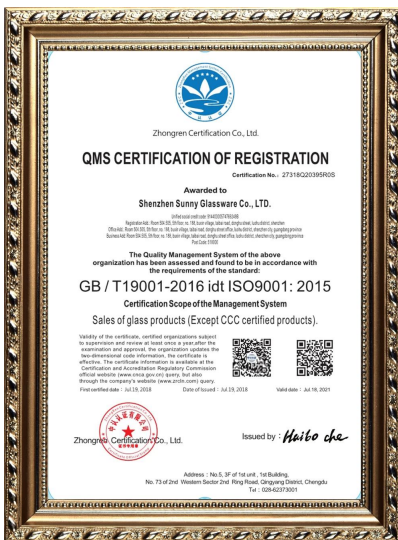 Zhongren Certification Co., Ltd.
QMS CERTIFICATION OF REGISTRATION
Certification No.: 27318Q20395R0S
Awarded to
Shenzhen Sunny Glassware Co., LTD.
The Quality Management System of the above
organization has been assessed and found to be in accordance with
the requirements of the standard:
GB / T19001-2016 idt ISO9001: 2015
Certification Scope of the Management System
Sales of glass products (Except CCC certified products).
Validity of the certificate, certified organizations subject
to supervision and review at least once a year.after the
examination and approval, the organization updates the
two-dimensional code information, the certificate is
effective. The certificate information is available at the
Certification and Accreditation Regulatory Commission
official website (www.cnca.gov.cn) query, but also
through the company's website (www.zrcln.com) query.
First certified date : Jul.19, 2018 Date of Issued : Jul.19, 2018 Valid date : Jul.19, 2021
Zhongren Certification Co., Ltd.
Issued by : Haibo che
Address : No.5, 3F of 1st unit , 1st Building,
No. 73 of 2nd Western Sector 2nd Ring Road, Qingyang District, Chengdu
Tel : 028-62373001